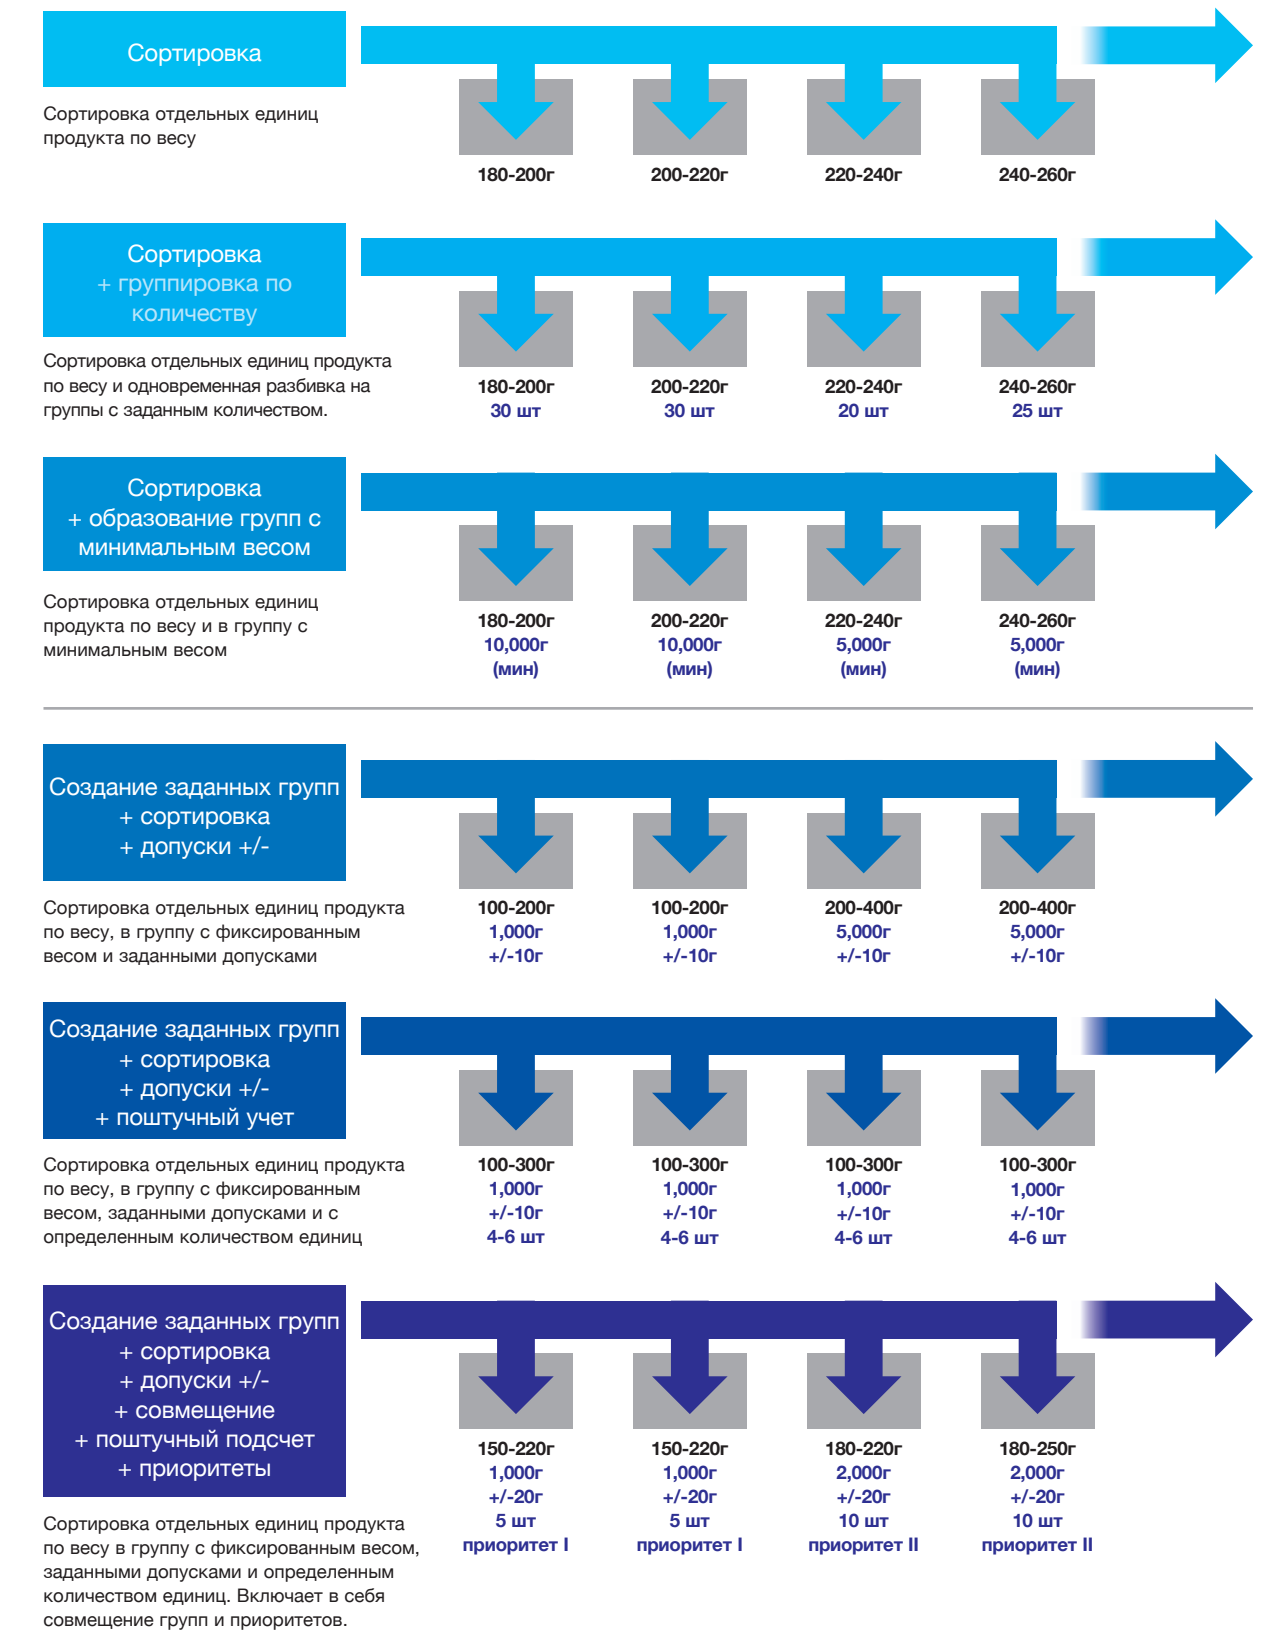 Сортировка
Сортировка отдельных единиц
продукта по весу
180-200г 200-220г 220-240г 240-260г
Сортировка
+ группировка по
количеству
Сортировка отдельных единиц продукта
по весу и одновременная разбивка на
группы с заданным количеством.
180-200г 200-220г 220-240г 240-260г
30 шт 30 шт 20 шт 25 шт
Сортировка
+ образование групп с
минимальным весом
Сортировка отдельных единиц
продукта по весу и в группу с
минимальным весом
180-200г 200-220г 220-240г 240-260г
10,000г 10,000г 5,000г 5,000г
(мин) (мин) (мин) (мин)
Создание заданных групп
+ сортировка
+ допуски +/-
Сортировка отдельных единиц продукта
по весу, в группу с фиксированным
весом и заданными допусками
100-200г 100-200г 200-400г 200-400г
1,000г 1,000г 5,000г 5,000г
+/-10г +/-10г +/-10г +/-10г
Создание заданных групп
+ сортировка
+ допуски +/-
+ поштучный учет
Сортировка отдельных единиц продукта
по весу, в группу с фиксированным
весом, заданными допусками и с
определенным количеством единиц
100-300г 100-300г 100-300г 100-300г
1,000г 1,000г 1,000г 1,000г
+/-10г +/-10г +/-10г +/-10г
4-6 шт 4-6 шт 4-6 шт 4-6 шт
Создание заданных групп
+ сортировка
+ допуски +/-
+ совмещение
+ поштучный подсчет
+ приоритеты
Сортировка отдельных единиц продукта
по весу в группу с фиксированным весом,
заданными допусками и определенным
количеством единиц. Включает в себя
совмещение групп и приоритетов.
150-220г 150-220г 180-220г 180-250г
1,000г 1,000г 2,000г 2,000г
+/-20г +/-20г +/-20г +/-20г
5 шт 5 шт 10 шт 10 шт
приоритет I приоритет I приоритет II приоритет II